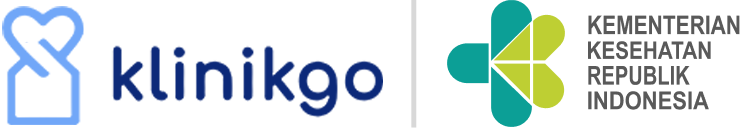 klinikgo
KEMENTERIAN
KESEHATAN
REPUBLIK
INDONESIA